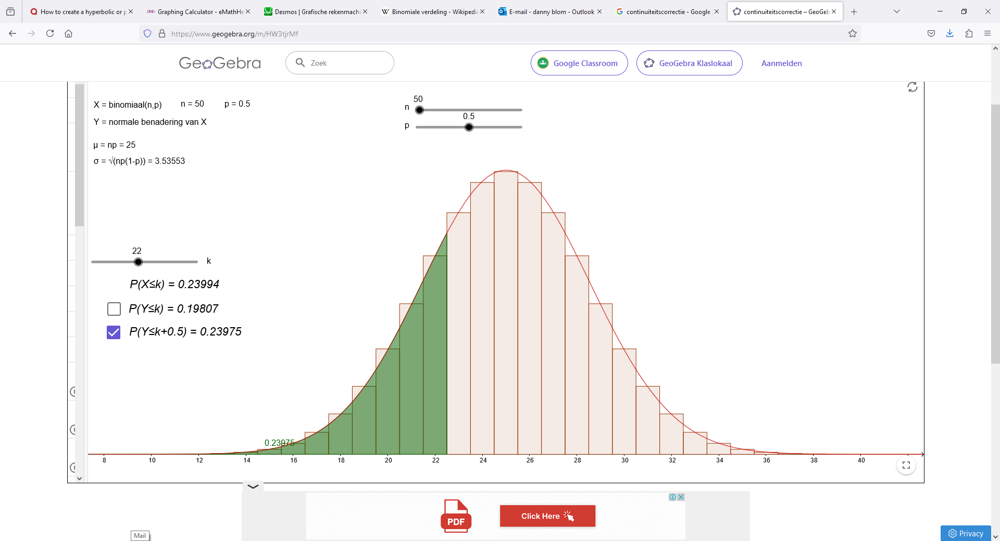 How to create a hyperbolic or p
Graphing Calculator - eMathHe
Desmos | Grafische rekenmachi
Binomiale verdeling - Wikipedi
E-mail - danny blom - Outlook
continuiteitscorrectie - Google
continuiteitscorrectie – GeoGeb
https://www.geogebra.org/m/HW3tjrMf
GeoGebra
Zoek
Google Classroom
GeoGebra Klaslokaal
Aanmelden
X = binomiaal(n,p) n = 50 p = 0.5
Y = normale benadering van X
μ = np = 25
σ = √(np(1-p)) = 3.53553
50
n
0.5
p
22
k
P(X≤k) = 0.23994
P(Y≤k) = 0.19807
P(Y≤k+0.5) = 0.23975
0.23975
8 10 12 14 16 18 20 22 24 26 28 30 32 34 36 38 40
PDF
Click Here
Mail
Privacy